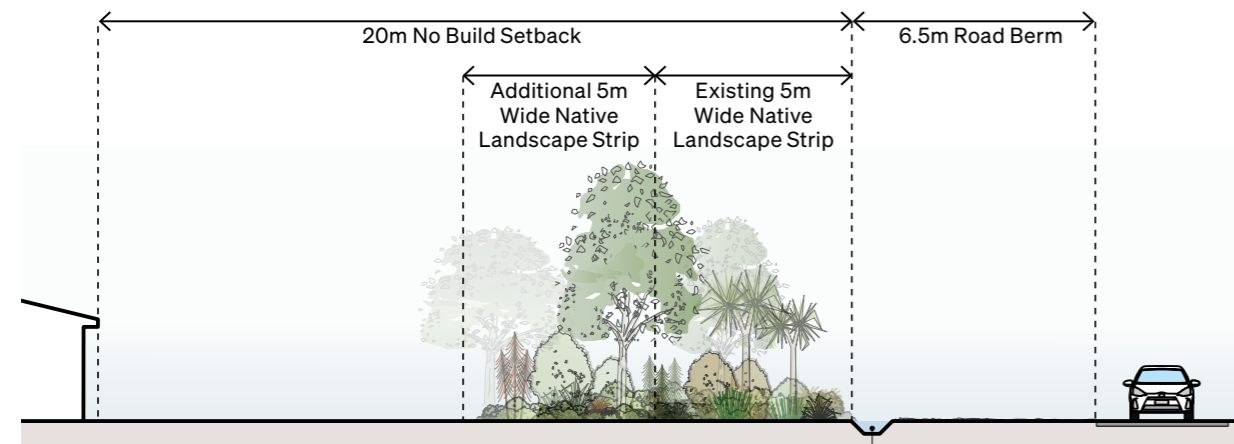 20m No Build Setback
6.5m Road Berm
Additional 5m
Wide Native
Landscape Strip
Existing 5m
Wide Native
Landscape Strip